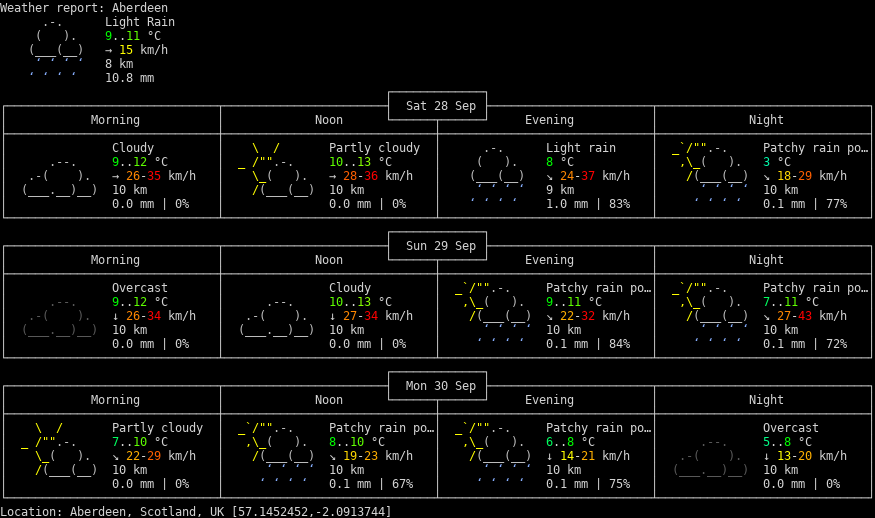 Weather report: Aberdeen
Light Rain
9..11 °C
→ 15 km/h
8 km
10.8 mm
Sat 28 Sep
Morning Noon Evening Night
Cloudy Partly cloudy Light rain Patchy rain po…
9..12 °C 10..13 °C 8 °C 3 °C
→ 26-35 km/h → 28-36 km/h ↘ 24-37 km/h ↘ 18-29 km/h
10 km 10 km 9 km 10 km
0.0 mm | 0% 0.0 mm | 0% 1.0 mm | 83% 0.1 mm | 77%
Sun 29 Sep
Morning Noon Evening Night
Overcast Cloudy Patchy rain po… Patchy rain po…
9..12 °C 10..13 °C 9..11 °C 7..11 °C
↓ 26-34 km/h ↓ 27-34 km/h ↘ 22-32 km/h ↘ 27-43 km/h
10 km 10 km 10 km 10 km
0.0 mm | 0% 0.0 mm | 0% 0.1 mm | 84% 0.1 mm | 72%
Mon 30 Sep
Morning Noon Evening Night
Partly cloudy Patchy rain po… Patchy rain po… Overcast
7..10 °C 8..10 °C 6..8 °C 5..8 °C
↘ 22-29 km/h ↘ 19-23 km/h ↓ 14-21 km/h ↓ 13-20 km/h
10 km 10 km 10 km 10 km
0.0 mm | 0% 0.1 mm | 67% 0.1 mm | 75% 0.0 mm | 0%
Location: Aberdeen, Scotland, UK [57.1452452,-2.0913744]